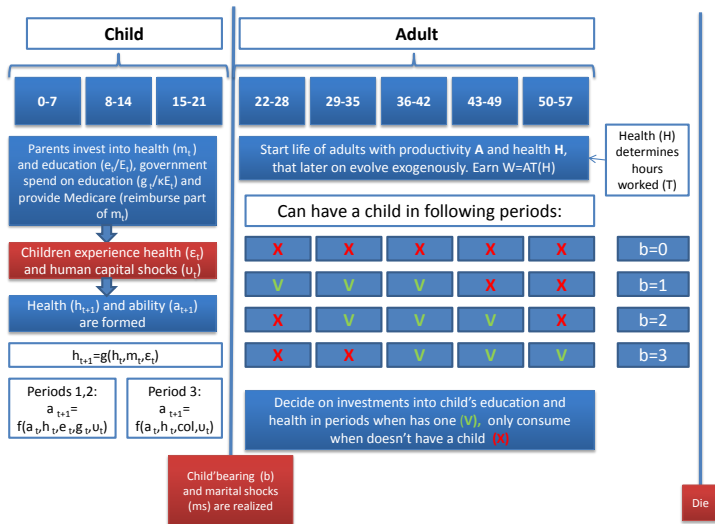 Child
Adult
0-7
8-14
15-21
22-28
29-35
36-42
43-49
50-57
Parents invest into health (mₜ)
and education (eₜ/Eₜ), government
spend on education (gₜ/κEₜ) and
provide Medicare (reimburse part
of mₜ)
Start life of adults with productivity A and health H,
that later on evolve exogenously. Earn W=AT(H)
Health (H)
determines
hours
worked (T)
Can have a child in following periods:
X X X X X b=0
V V V X X b=1
X V V V X b=2
X X V V V b=3
Children experience health (εₜ)
and human capital shocks (υₜ)
Health (hₜ₊₁) and ability (aₜ₊₁)
are formed
hₜ₊₁=g(hₜ,mₜ,εₜ)
Periods 1,2:
a ₜ₊₁=
f(aₜ,hₜ,eₜ,gₜ,υₜ)
Period 3:
a ₜ₊₁=
f(aₜ,hₜ,col,υₜ)
Decide on investments into child's education and
health in periods when has one (V), only consume
when doesn't have a child (X)
Child'bearing (b)
and marital shocks
(ms) are realized
Die